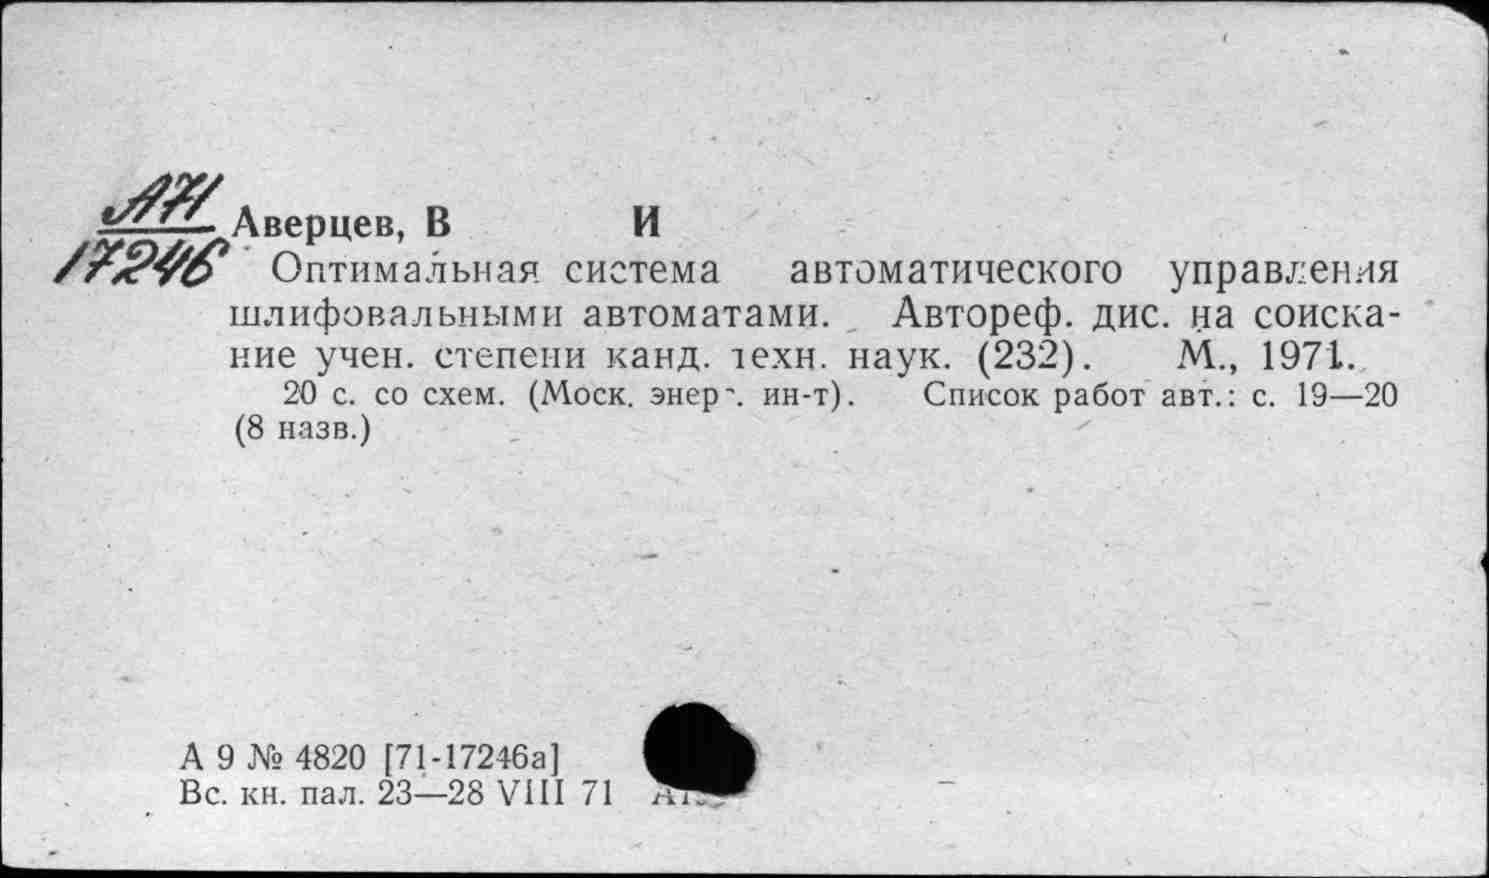 А71
17246
Аверцев, В И
Оптимальная система автоматического управления
шлифовальными автоматами. Автореф. дис. на соиска-
ние учен. степени канд. техн. наук. (232). М., 1971.
20 с. со схем. (Моск. энерг. ин-т). Список работ авт.: с. 19—20
(8 назв.)
А 9 № 4820 [71-17246а]
Вс. кн. пал. 23—28 VIII 71